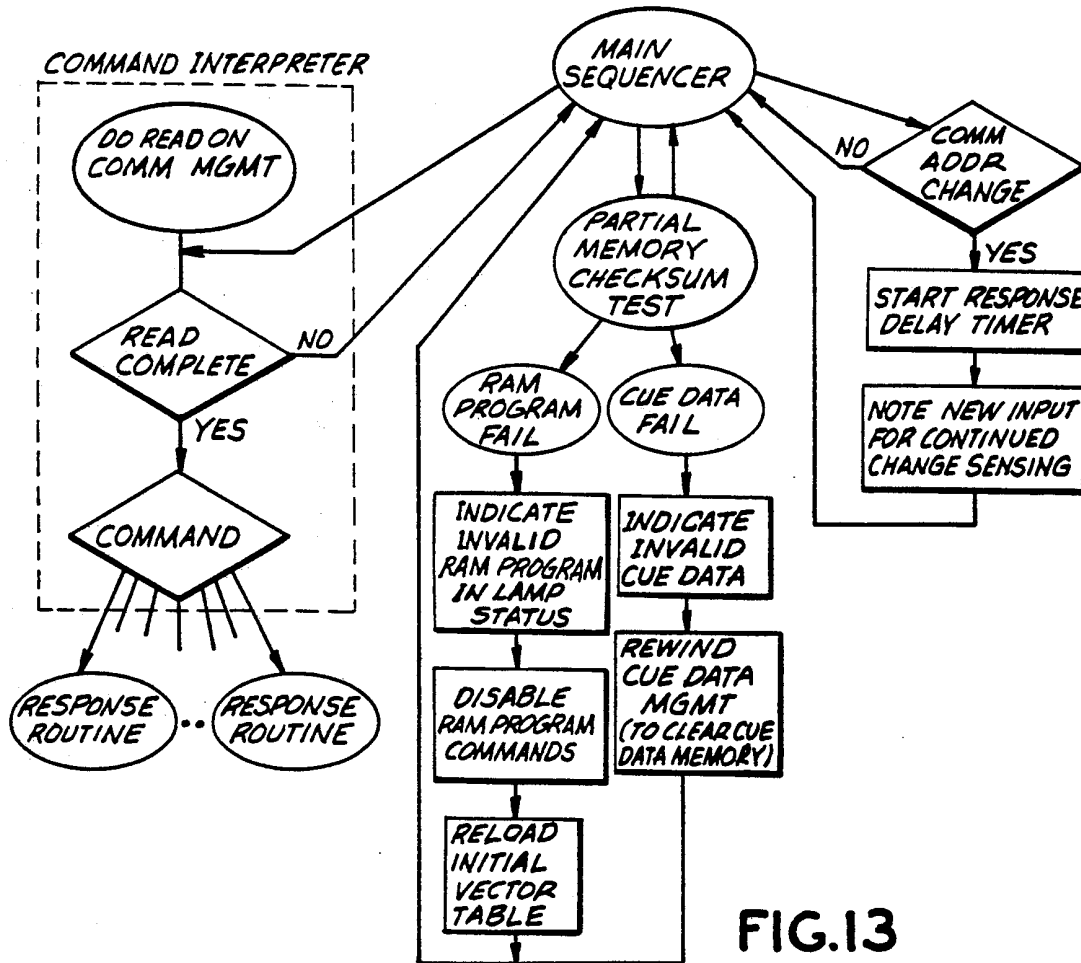 COMMAND INTERPRETER
DO READ ON
COMM MGMT
READ
COMPLETE
NO
YES
COMMAND
RESPONSE
ROUTINE
••
RESPONSE
ROUTINE
MAIN
SEQUENCER
PARTIAL
MEMORY
CHECKSUM
TEST
RAM
PROGRAM
FAIL
INDICATE
INVALID
RAM PROGRAM
IN LAMP
STATUS
DISABLE
RAM PROGRAM
COMMANDS
RELOAD
INITIAL
VECTOR
TABLE
CUE DATA
FAIL
INDICATE
INVALID
CUE DATA
REWIND
CUE DATA
MGMT
(TO CLEAR CUE
DATA MEMORY)
COMM
ADDR
CHANGE
NO
YES
START RESPONSE
DELAY TIMER
NOTE NEW INPUT
FOR CONTINUED
CHANGE SENSING
FIG.13